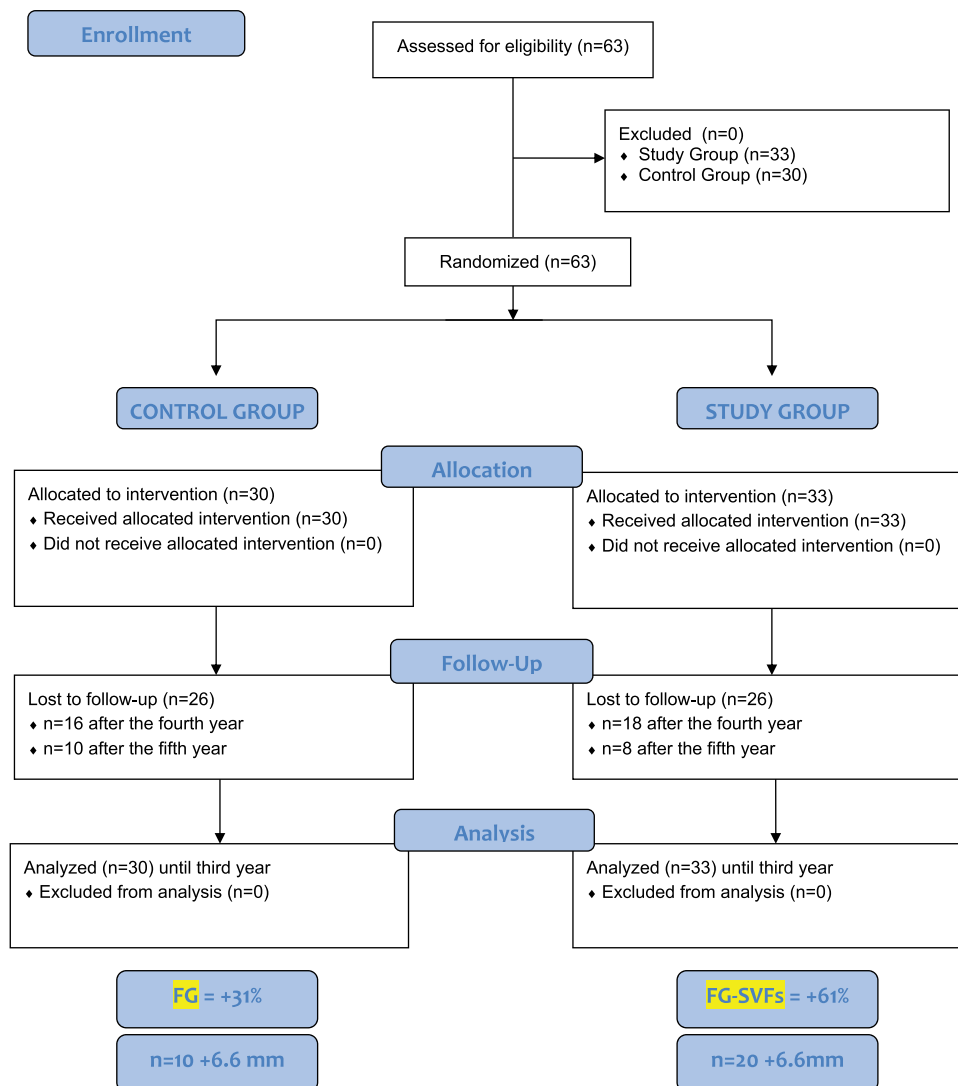 Enrollment
Assessed for eligibility (n=63)
Excluded (n=0)
♦ Study Group (n=33)
♦ Control Group (n=30)
Randomized (n=63)
CONTROL GROUP
STUDY GROUP
Allocation
Allocated to intervention (n=30)
♦ Received allocated intervention (n=30)
♦ Did not receive allocated intervention (n=0)
Allocated to intervention (n=33)
♦ Received allocated intervention (n=33)
♦ Did not receive allocated intervention (n=0)
Follow-Up
Lost to follow-up (n=26)
♦ n=16 after the fourth year
♦ n=10 after the fifth year
Lost to follow-up (n=26)
♦ n=18 after the fourth year
♦ n=8 after the fifth year
Analysis
Analyzed (n=30) until third year
♦ Excluded from analysis (n=0)
Analyzed (n=33) until third year
♦ Excluded from analysis (n=0)
FG = +31%
FG-SVFs = +61%
n=10 +6.6 mm
n=20 +6.6mm